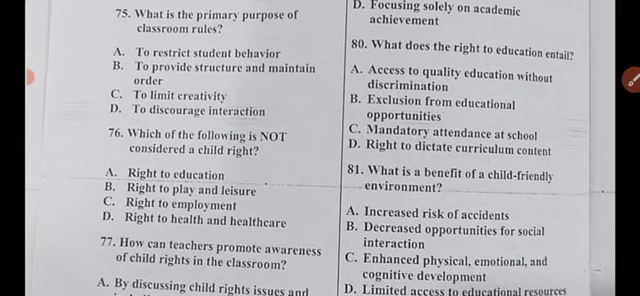 75. What is the primary purpose of
classroom rules?
A. To restrict student behavior
B. To provide structure and maintain
order
C. To limit creativity
D. To discourage interaction
76. Which of the following is NOT
considered a child right?
A. Right to education
B. Right to play and leisure
C. Right to employment
D. Right to health and healthcare
77. How can teachers promote awareness
of child rights in the classroom?
A. By discussing child rights issues and
D. Focusing solely on academic
achievement
80. What does the right to education entail?
A. Access to quality education without
discrimination
B. Exclusion from educational
opportunities
C. Mandatory attendance at school
D. Right to dictate curriculum content
81. What is a benefit of a child-friendly
environment?
A. Increased risk of accidents
B. Decreased opportunities for social
interaction
C. Enhanced physical, emotional, and
cognitive development
D. Limited access to educational resources